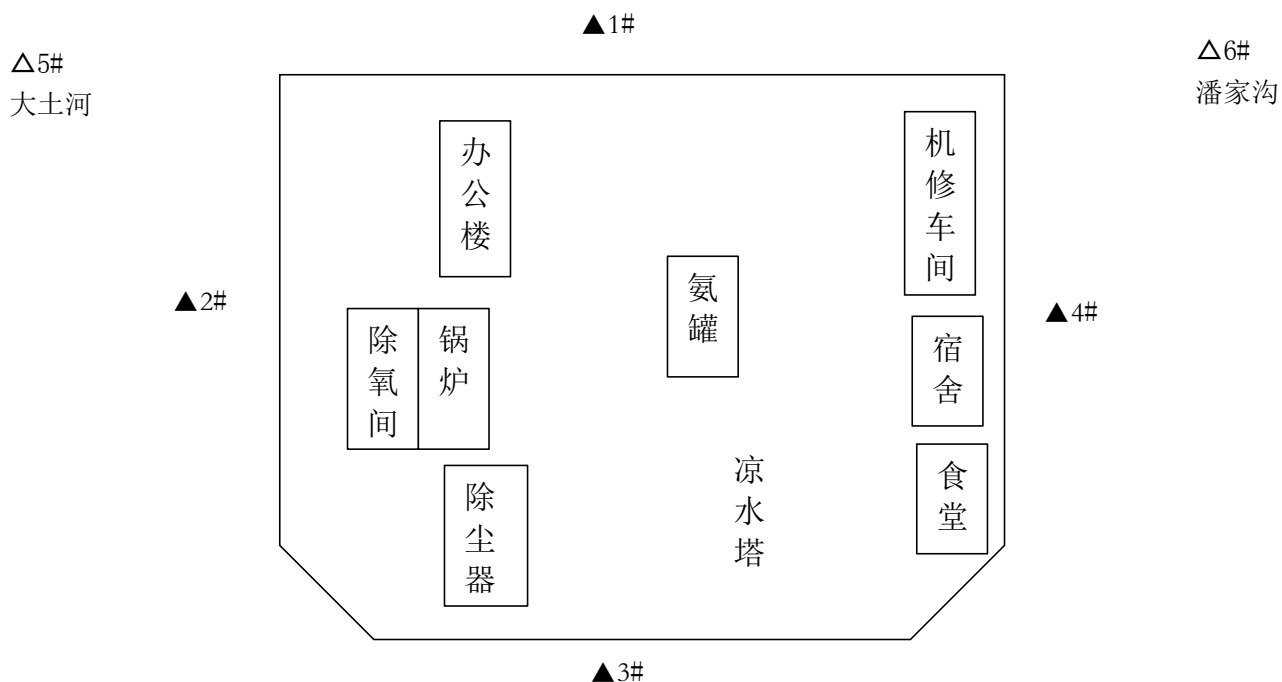 ▲1#
△5#
大土河
△6#
潘家沟
办公楼
机修车间
氨罐
▲2#
▲4#
除氧间
锅炉
宿舍
凉水塔
食堂
除尘器
▲3#